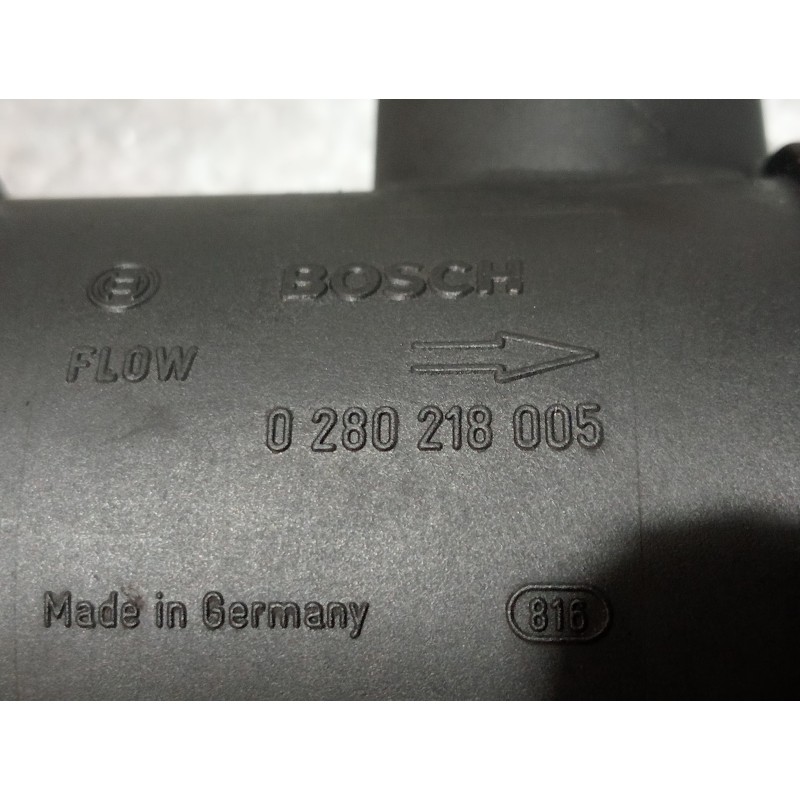 BOSCH
FLOW
0 280 218 005
Made in Germany
816